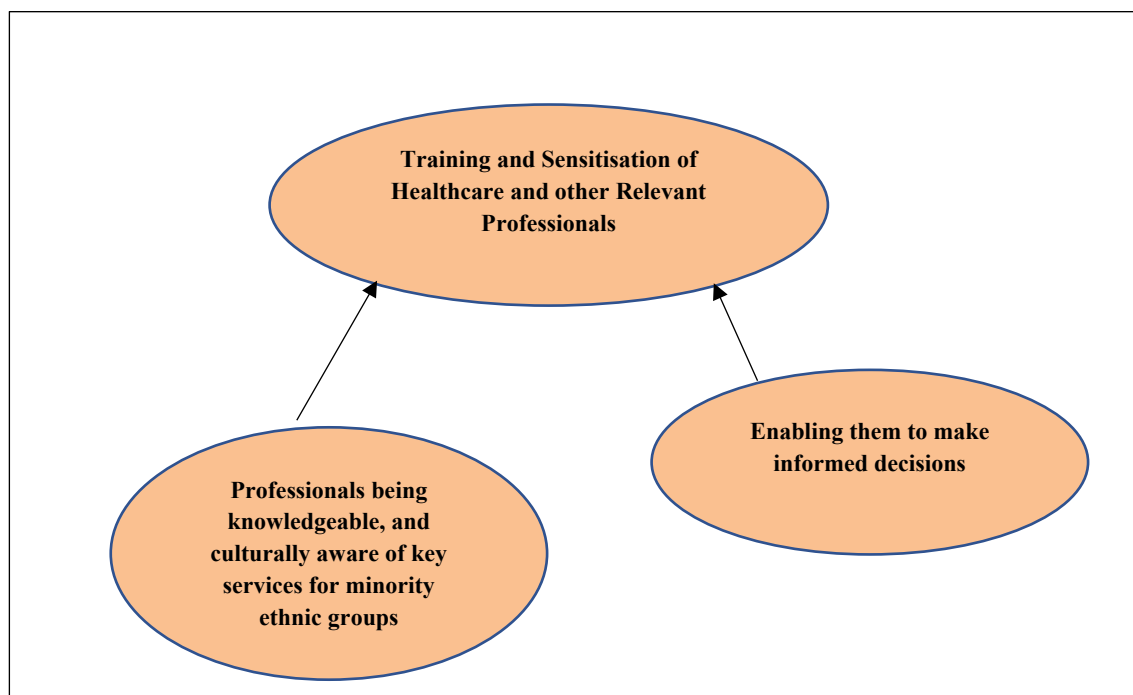 Training and Sensitisation of
Healthcare and other Relevant
Professionals
Enabling them to make
informed decisions
Professionals being
knowledgeable, and
culturally aware of key
services for minority
ethnic groups